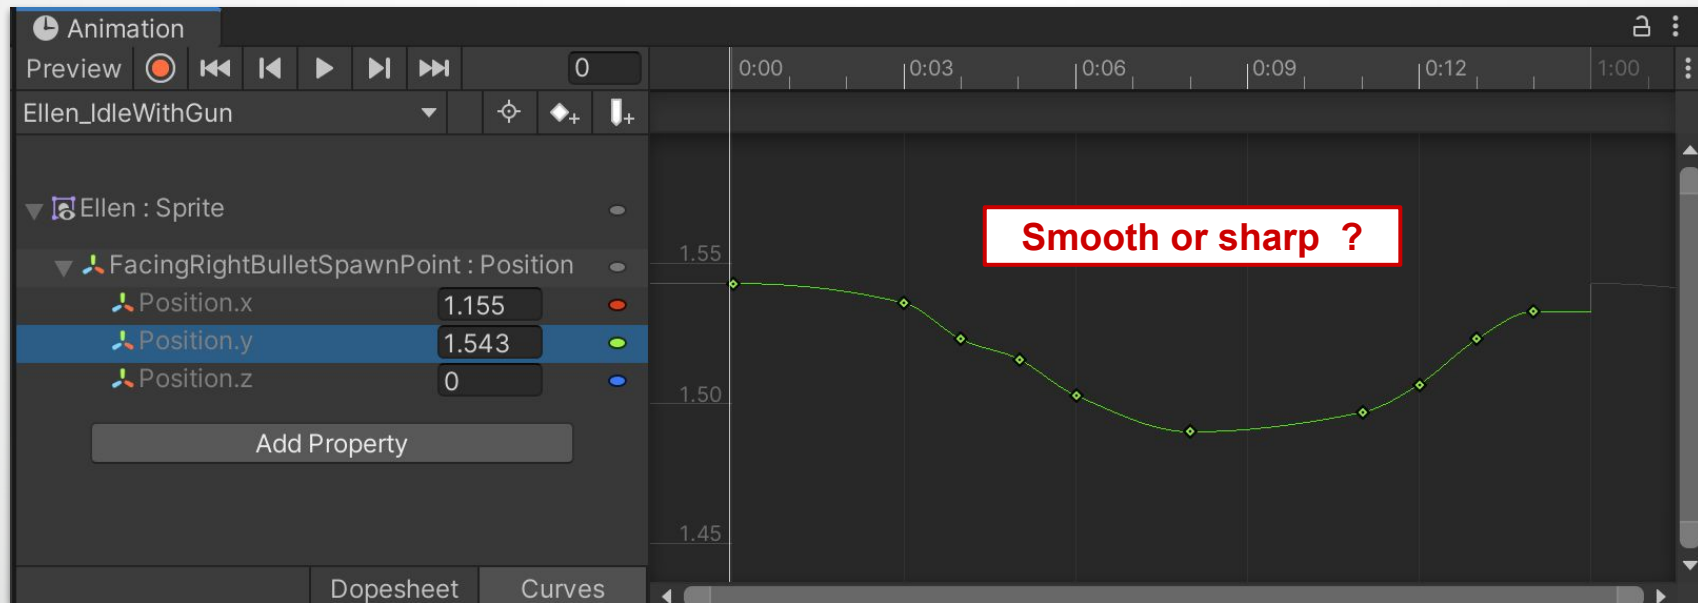 Animation
Preview 0 0:00 0:03 0:06 0:09 0:12 1:00
Ellen_IdleWithGun
Ellen : Sprite
Smooth or sharp ?
FacingRightBulletSpawnPoint : Position
1.55
Position.x 1.155
Position.y 1.543
Position.z 0
1.50
Add Property
1.45
Dopesheet Curves